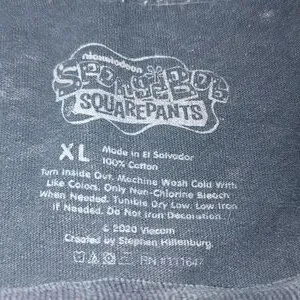 nickelodeon
SpongeBob
SQUAREPANTS
XL
Made in El Salvador
100% Cotton
Turn Inside Out. Machine Wash Cold With
Like Colors. Only Non-Chlorine Bleach
When Needed. Tumble Dry Low. Low Iron
if Needed. Do Not Iron Decoration.
© 2020 Viacom
Created by Stephen Hillenburg.
RN #111647